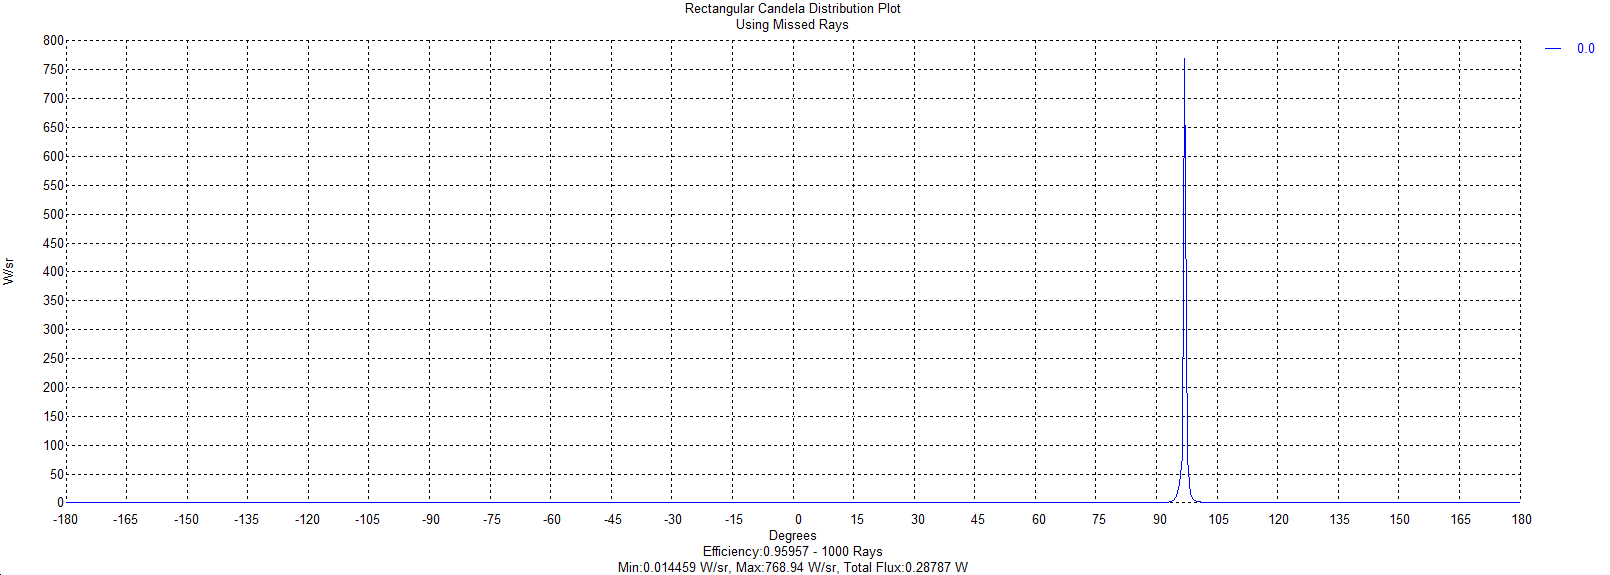 Rectangular Candela Distribution Plot
Using Missed Rays
0.0
800
750
700
650
600
550
500
450
400
350
300
250
200
150
100
50
0
W/sr
-180 -165 -150 -135 -120 -105 -90 -75 -60 -45 -30 -15 0 15 30 45 60 75 90 105 120 135 150 165 180
Degrees
Efficiency:0.95957 - 1000 Rays
Min:0.014459 W/sr, Max:768.94 W/sr, Total Flux:0.28787 W